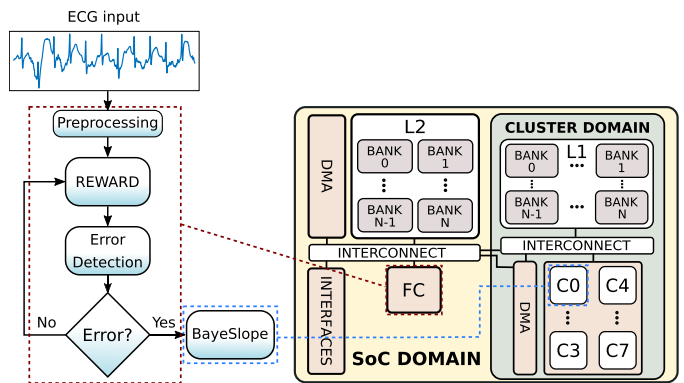 ECG input
Preprocessing
REWARD
Error
Detection
Error?
No
Yes
BayeSlope
DMA
L2
BANK
0
BANK
1
BANK
N-1
BANK
N
INTERCONNECT
INTERFACES
FC
SoC DOMAIN
CLUSTER DOMAIN
L1
BANK
0
BANK
1
BANK
N-1
BANK
N
INTERCONNECT
DMA
C0
C4
C3
C7